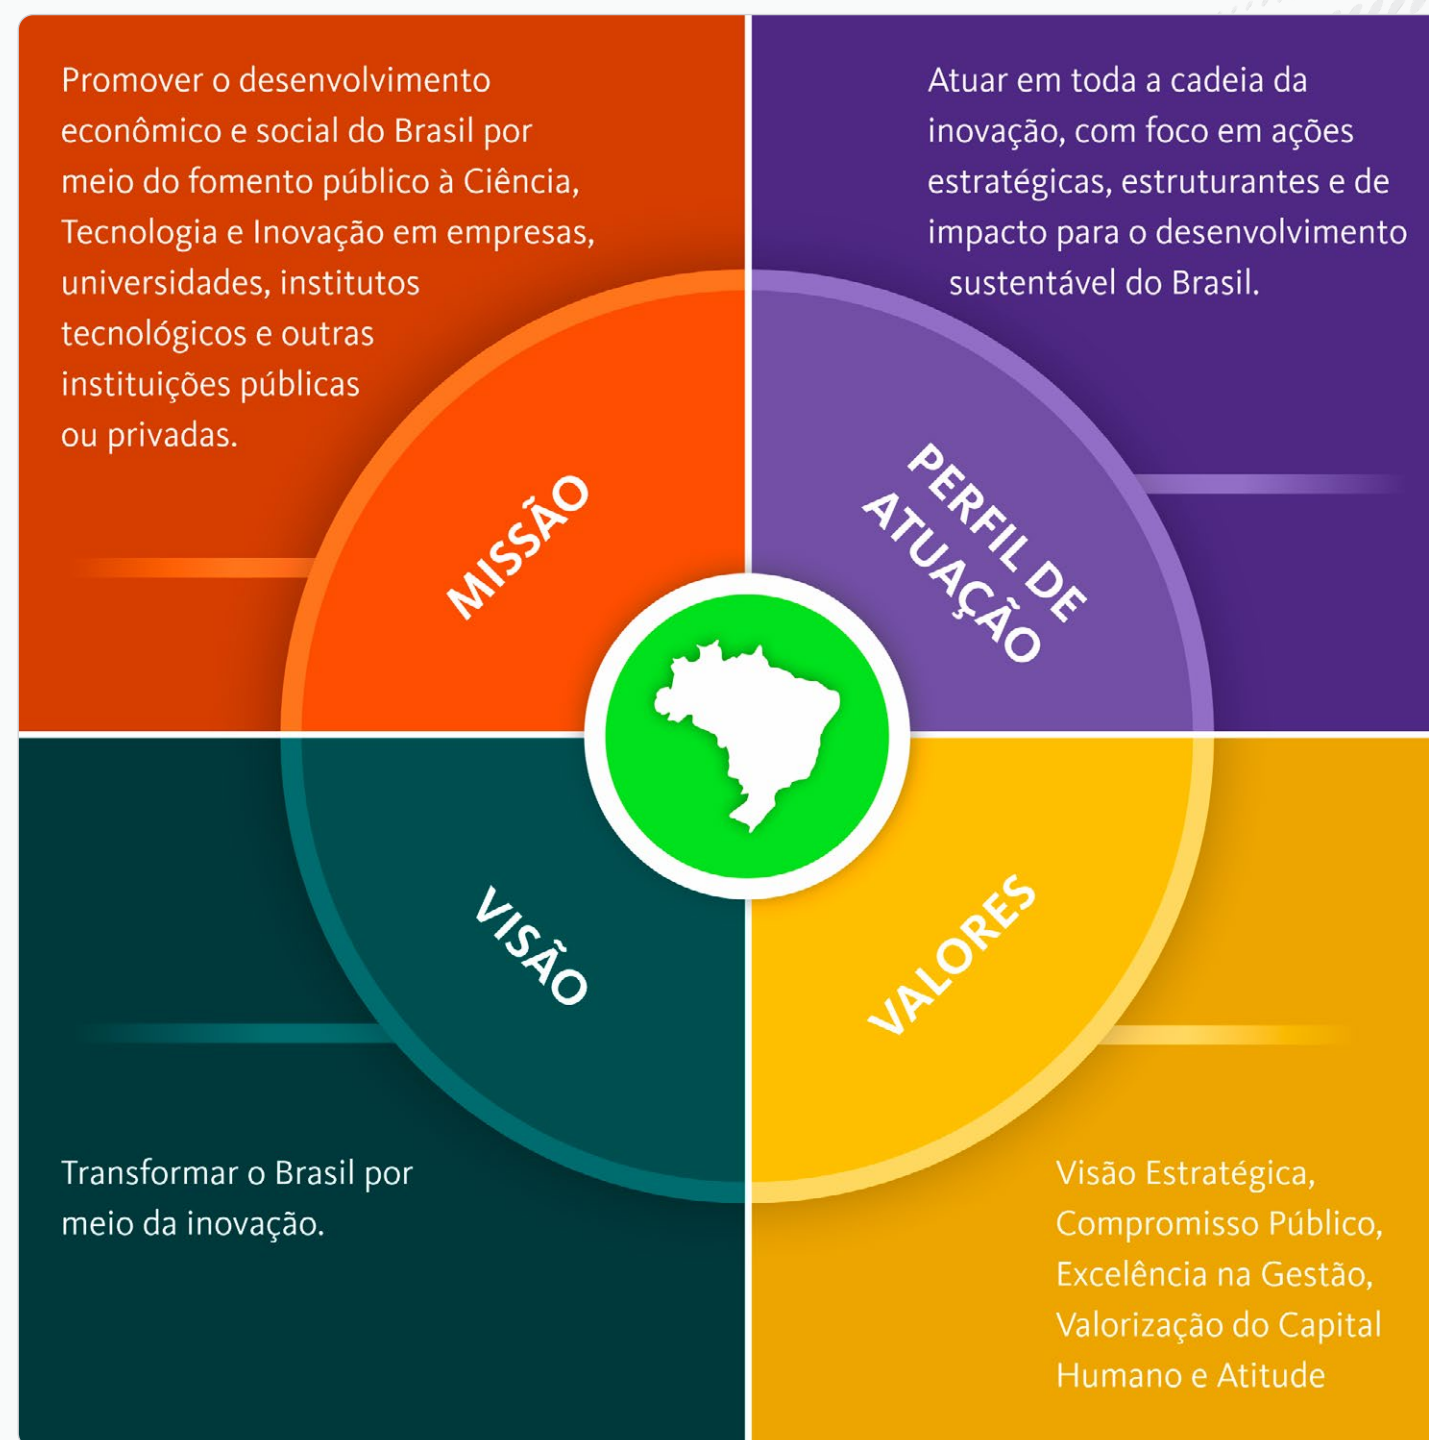 Promover o desenvolvimento
econômico e social do Brasil por
meio do fomento público à Ciência,
Tecnologia e Inovação em empresas,
universidades, institutos
tecnológicos e outras
instituições públicas
ou privadas.
MISSÃO
Atuar em toda a cadeia da
inovação, com foco em ações
estratégicas, estruturantes e de
impacto para o desenvolvimento
sustentável do Brasil.
PERFIL DE
ATUAÇÃO
VISÃO
Transformar o Brasil por
meio da inovação.
VALORES
Visão Estratégica,
Compromisso Público,
Excelência na Gestão,
Valorização do Capital
Humano e Atitude